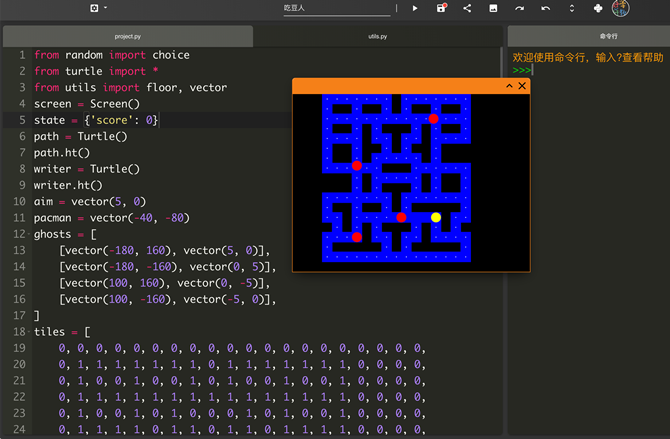 吃豆人
project.py
utils.py
命令行
1 from random import choice
2 from turtle import *
3 from utils import floor, vector
4 screen = Screen()
5 state = {'score': 0}
6 path = Turtle()
7 path.ht()
8 writer = Turtle()
9 writer.ht()
10 aim = vector(5, 0)
11 pacman = vector(-40, -80)
12 ghosts = [
13 [vector(-180, 160), vector(5, 0)],
14 [vector(-180, -160), vector(0, 5)],
15 [vector(100, 160), vector(0, -5)],
16 [vector(100, -160), vector(-5, 0)],
17 ]
18 tiles = [
19 0, 0, 0, 0, 0, 0, 0, 0, 0, 0, 0, 0, 0, 0, 0, 0, 0, 0, 0, 0,
20 0, 1, 1, 1, 1, 1, 1, 1, 1, 0, 1, 1, 1, 1, 1, 1, 0, 0, 0, 0,
21 0, 1, 0, 0, 1, 0, 0, 1, 0, 1, 0, 0, 1, 0, 0, 1, 0, 0, 0, 0,
22 0, 1, 1, 1, 1, 1, 1, 1, 1, 1, 1, 1, 1, 1, 1, 1, 0, 0, 0, 0,
23 0, 1, 0, 0, 1, 0, 1, 0, 0, 0, 1, 0, 1, 0, 0, 1, 0, 0, 0, 0,
24 0, 1, 1, 1, 1, 0, 1, 1, 0, 1, 1, 0, 1, 1, 1, 1, 0, 0, 0, 0,
欢迎使用命令行，输入?查看帮助
>>>